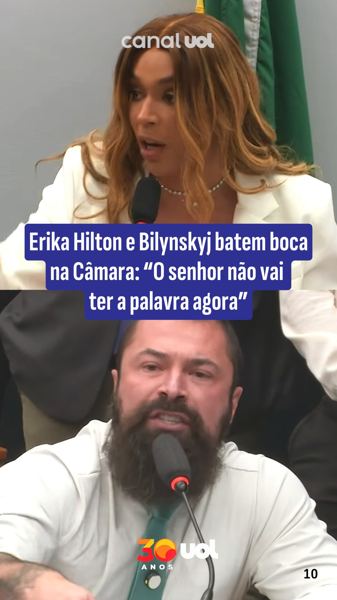 canal uol
Erika Hilton e Bilynskyj batem boca
na Câmara: “O senhor não vai
ter a palavra agora”
30 uol
ANOS
10